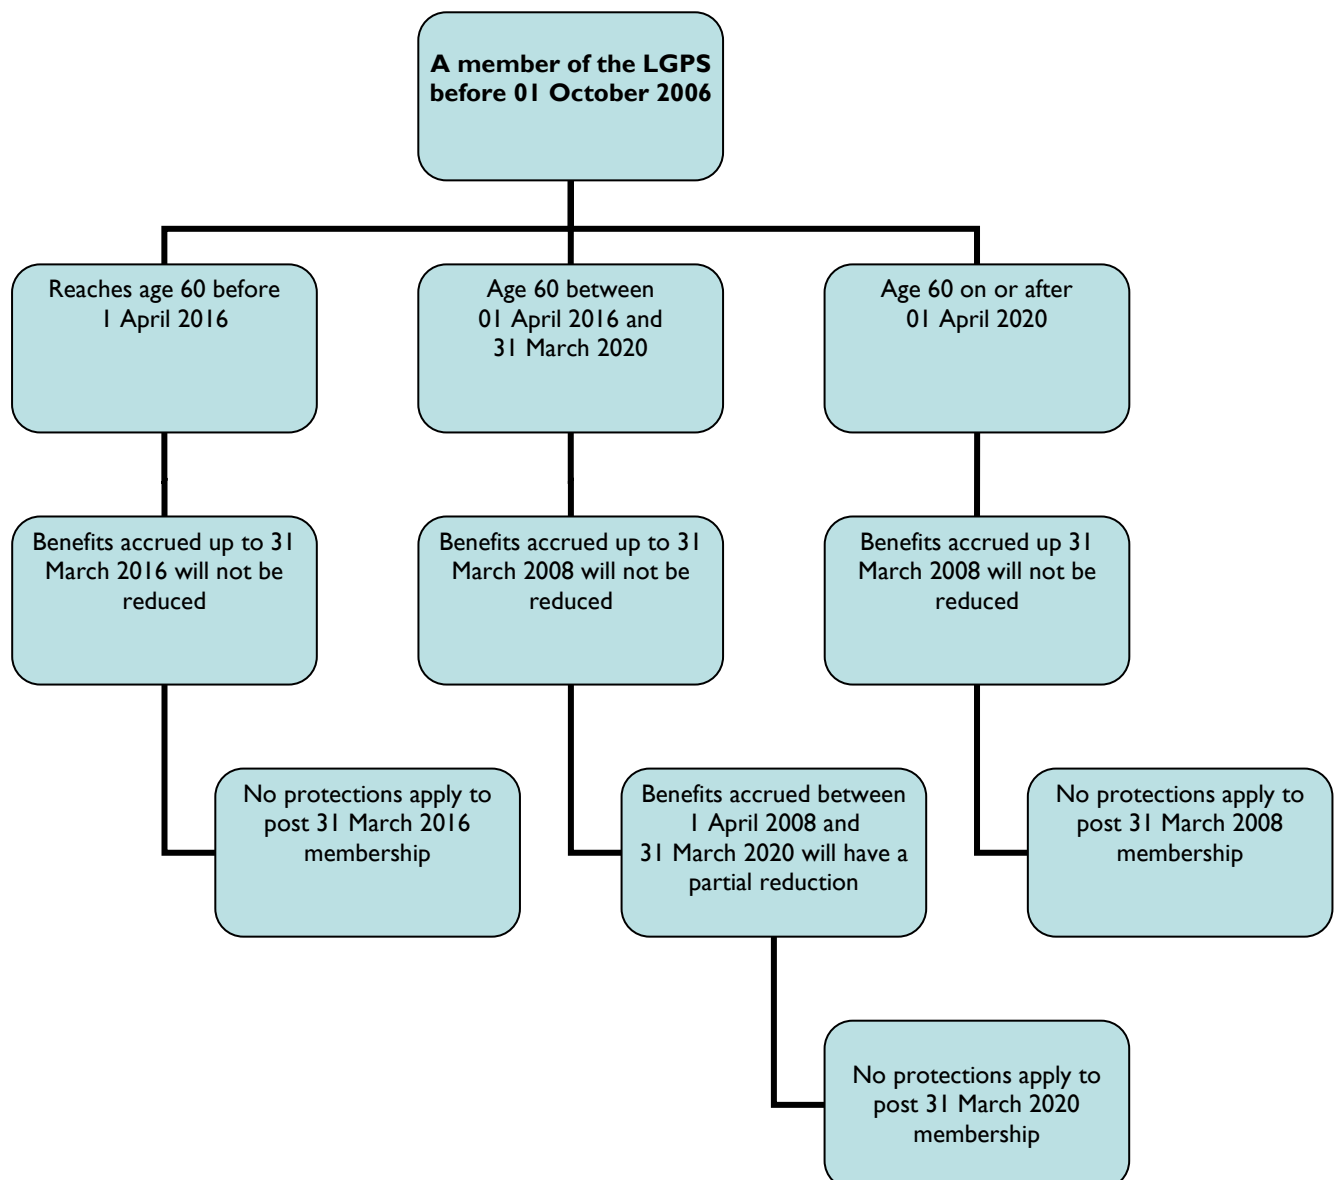 A member of the LGPS
before 01 October 2006
Reaches age 60 before
1 April 2016
Age 60 between
01 April 2016 and
31 March 2020
Age 60 on or after
01 April 2020
Benefits accrued up to 31
March 2016 will not be
reduced
Benefits accrued up to 31
March 2008 will not be
reduced
Benefits accrued up 31
March 2008 will not be
reduced
No protections apply to
post 31 March 2016
membership
Benefits accrued between
1 April 2008 and
31 March 2020 will have a
partial reduction
No protections apply to
post 31 March 2008
membership
No protections apply to
post 31 March 2020
membership